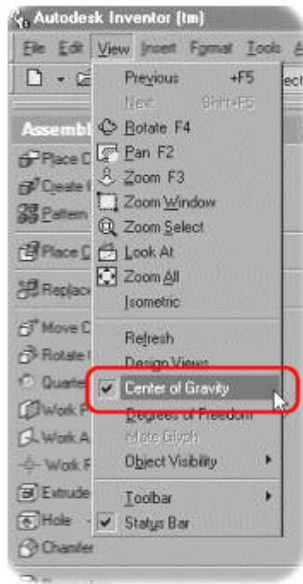 Autodesk Inventor (tm)
File Edit View Insert Format Tools
Previous +F5
Next Shift+F5
Assembl
Rotate F4
Pan F2
Place C
Zoom F3
Create
Zoom Window
Pattern
Zoom Select
Place C
Look At
Zoom All
Replace
Isometric
Move C
Refresh
Rotate
Design Views
Quarte
Center of Gravity
Work P
Degrees of Freedom
Work A
iMate Glyph
Work P
Object Visibility
Extrude
Toolbar
Hole
Status Bar
Chamfer